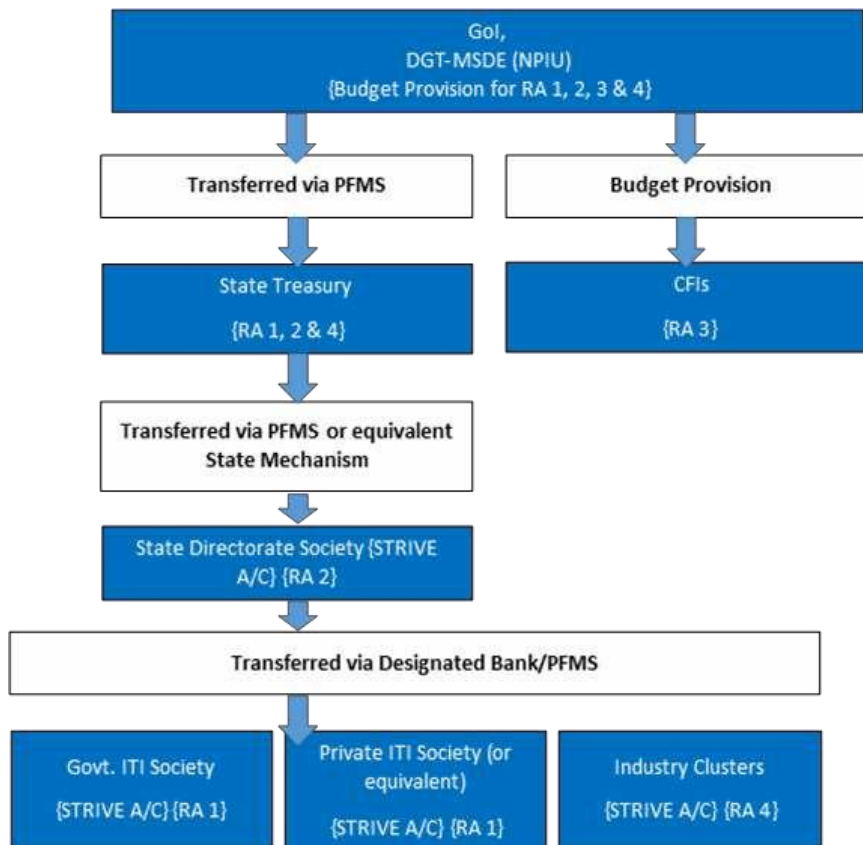 GoI,
DGT-MSDE (NPIU)
{Budget Provision for RA 1, 2, 3 & 4}
Transferred via PFMS
Budget Provision
State Treasury
{RA 1, 2 & 4}
CFIs
{RA 3}
Transferred via PFMS or equivalent
State Mechanism
State Directorate Society {STRIVE
A/C} {RA 2}
Transferred via Designated Bank/PFMS
Govt. ITI Society
{STRIVE A/C} {RA 1}
Private ITI Society (or
equivalent)
{STRIVE A/C} {RA 1}
Industry Clusters
{STRIVE A/C} {RA 4}